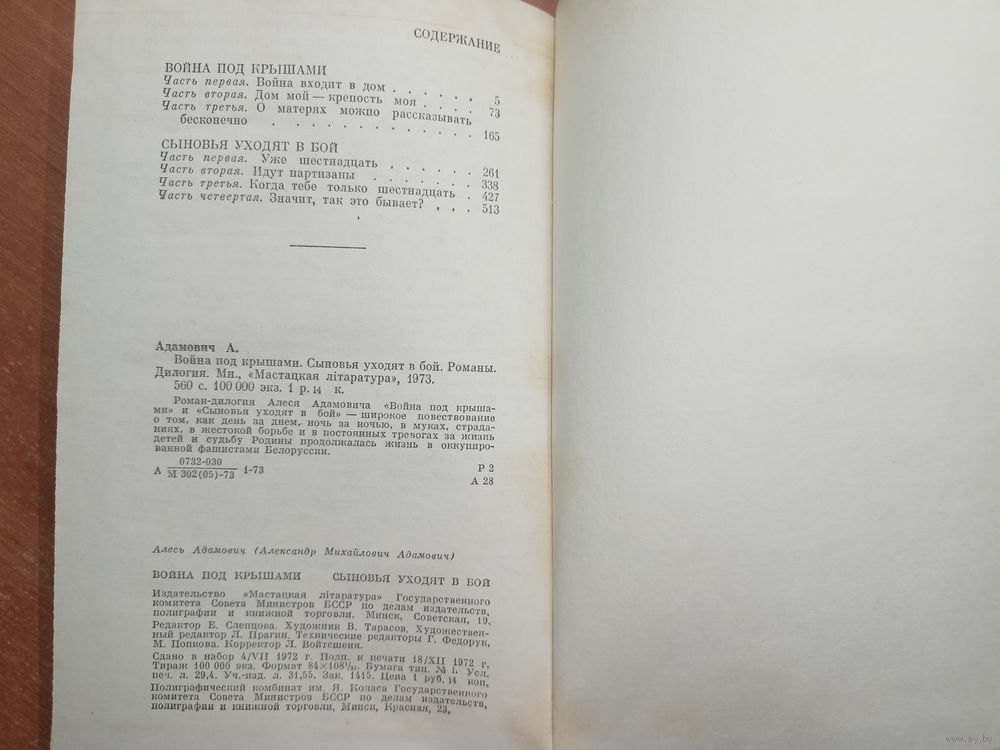 СОДЕРЖАНИЕ
ВОЙНА ПОД КРЫШАМИ
Часть первая. Война входит в дом . . . . . . 5
Часть вторая. Дом мой — крепость моя . . . . 73
Часть третья. О матерях можно рассказывать
бесконечно . . . . . . . . . . . . 165
СЫНОВЬЯ УХОДЯТ В БОЙ
Часть первая. Уже шестнадцать . . . . . . 261
Часть вторая. Идут партизаны . . . . . . . 338
Часть третья. Когда тебе только шестнадцать . 427
Часть четвертая. Значит, так это бывает? . . . 513
Адамович А.
Война под крышами. Сыновья уходят в бой. Романы.
Дилогия. Мн., «Мастацкая літаратура», 1973.
560 с. 100 000 экз. 1 р. 14 к.
Роман-дилогия Алеся Адамовича «Война под крыша-
ми» и «Сыновья уходят в бой» — широкое повествование
о том, как день за днем, ночь за ночью, в муках, страда-
ниях, в жестокой борьбе и в постоянных тревогах за жизнь
детей и судьбу Родины продолжалась жизнь в оккупиро-
ванной фашистами Белоруссии.
0732-030
А М 302(05)-73 1-73
Р 2
А 28
Алесь Адамович (Александр Михайлович Адамович)
ВОЙНА ПОД КРЫШАМИ СЫНОВЬЯ УХОДЯТ В БОЙ
Издательство «Мастацкая літаратура» Государственного
комитета Совета Министров БССР по делам издательств,
полиграфии и книжной торговли. Минск, Советская, 19.
Редактор Е. Слепцова. Художник В. Тарасов. Художествен-
ный редактор Л. Прагин. Технические редакторы Г. Федорук,
М. Попкова. Корректор Л. Войтешеня.
Сдано в набор 4/VII 1972 г. Подп. к печати 18/XII 1972 г.
Тираж 100 000 экз. Формат 84×108¹/₃₂. Бумага тип. № 1. Усл.
печ. л. 29,4. Уч.-изд. л. 31,55. Зак. 1415. Цена 1 руб. 14 коп.
Полиграфический комбинат им. Я. Коласа Государственного
комитета Совета Министров БССР по делам издательств,
полиграфии и книжной торговли, Минск, Красная, 23.
www.ay.by